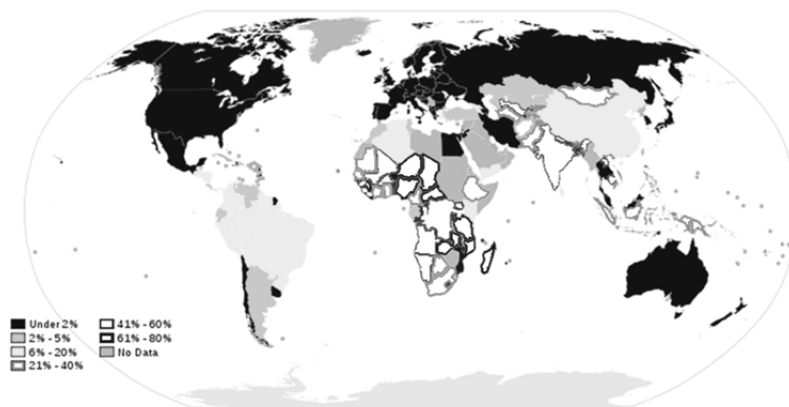 Under 2%
2% - 5%
6% - 20%
21% - 40%
41% - 60%
61% - 80%
No Data